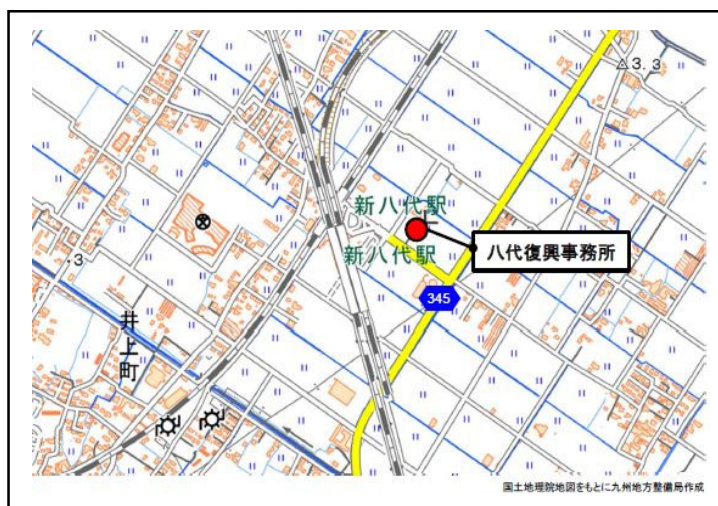 3.3
新八代駅
新八代駅
八代復興事務所
345
3
井上町
国土地理院地図をもとに九州地方整備局作成